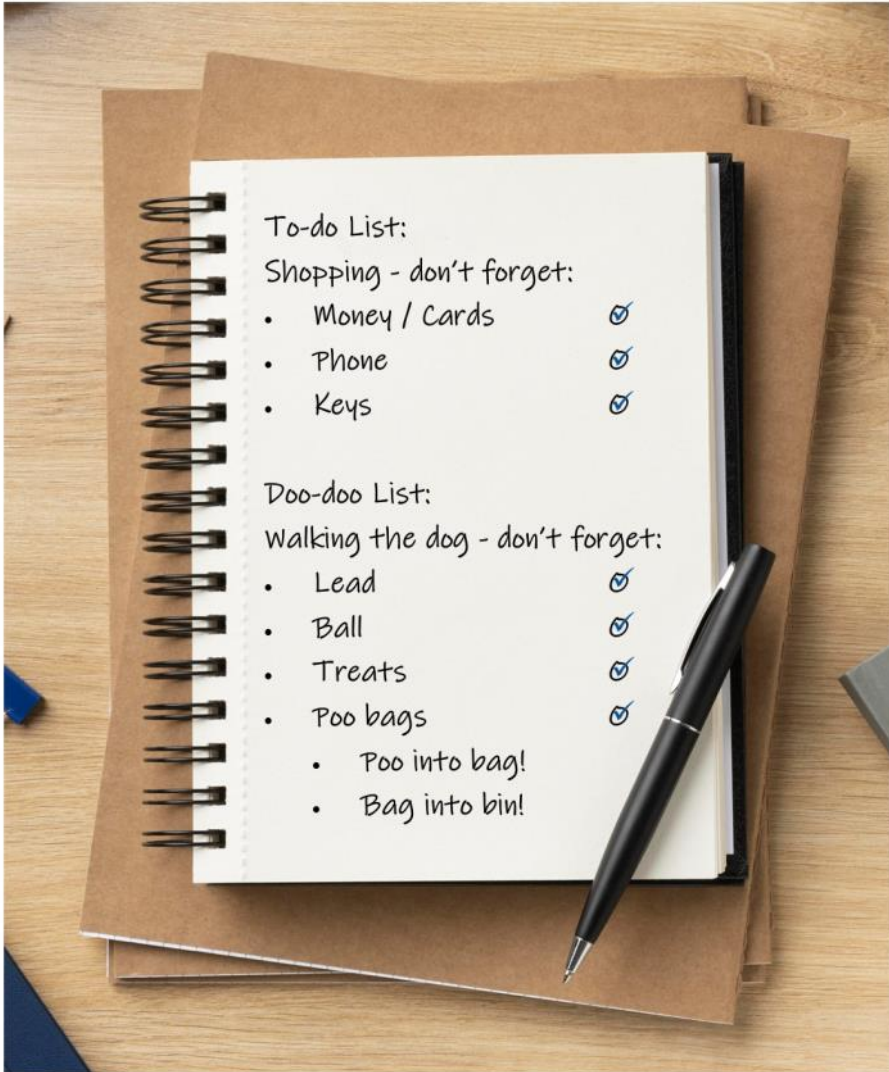 To-do List:
Shopping - don't forget:
• Money / Cards
• Phone
• Keys
Doo-doo List:
Walking the dog - don't forget:
• Lead
• Ball
• Treats
• Poo bags
• Poo into bag!
• Bag into bin!